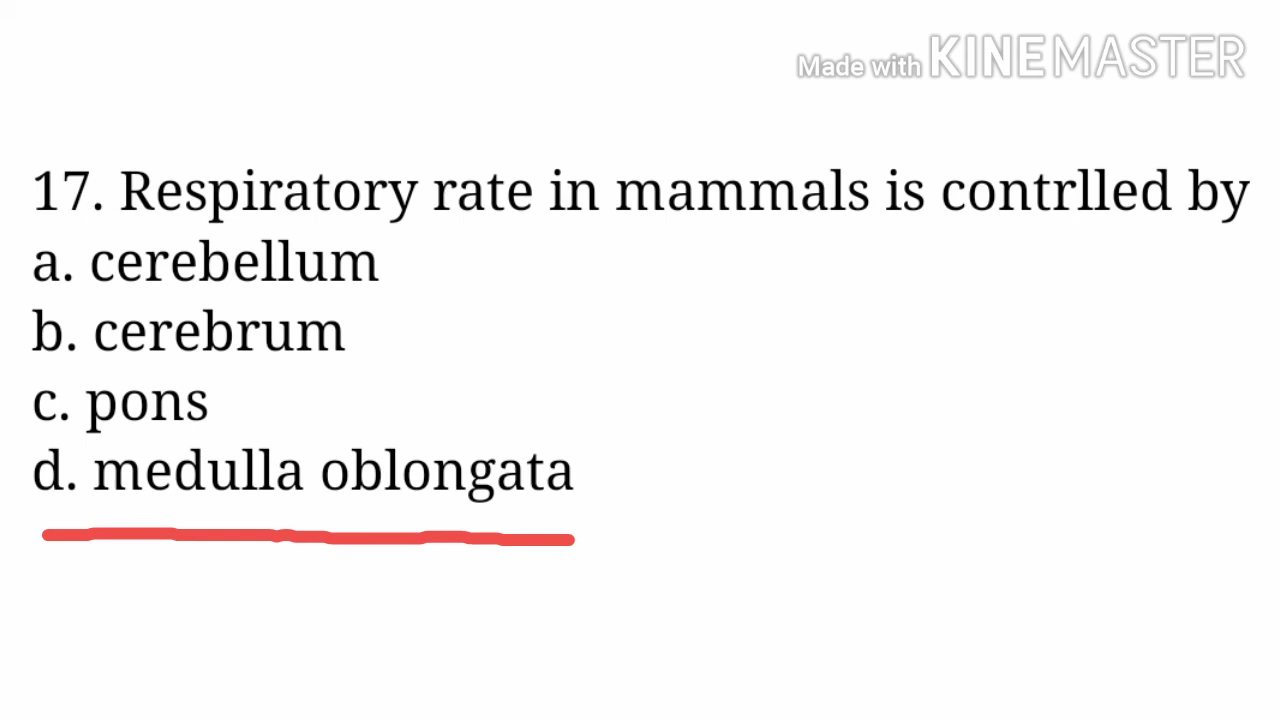 Made with KINEMASTER
17. Respiratory rate in mammals is contrlled by
a. cerebellum
b. cerebrum
c. pons
d. medulla oblongata